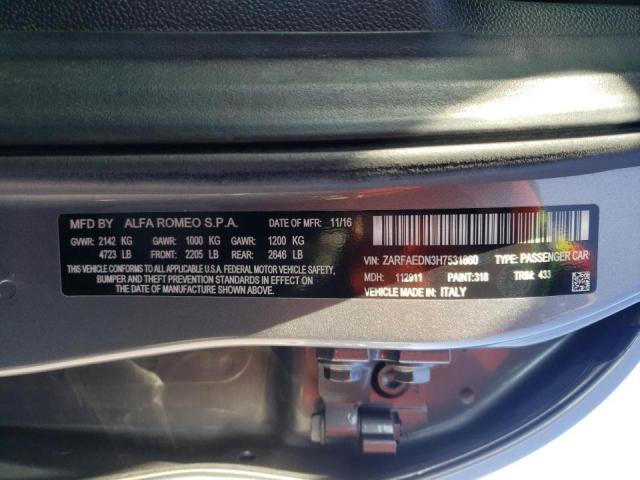 MFD BY ALFA ROMEO S.P.A. DATE OF MFR: 11/16
GVWR: 2142 KG GAWR: 1000 KG GAWR: 1200 KG
4723 LB FRONT: 2205 LB REAR: 2646 LB
THIS VEHICLE CONFORMS TO ALL APPLICABLE FEDERAL MOTOR VEHICLE SAFETY,
BUMPER AND THEFT PREVENTION STANDARDS IN EFFECT ON THE
DATE OF MANUFACTURE SHOWN ABOVE.
VIN: ZARFAEDN3H7531860 TYPE: PASSENGER CAR
MDH: 112911 PAINT: 318 TRIM: 433
VEHICLE MADE IN: ITALY